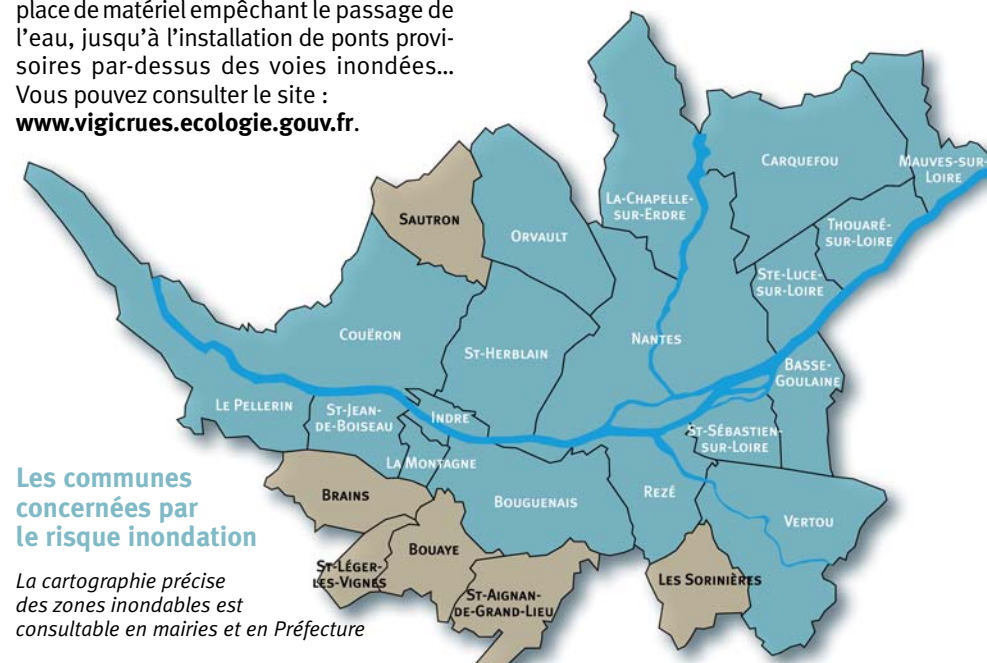 place de matériel empêchant le passage de
l'eau, jusqu'à l'installation de ponts provi-
soires par-dessus des voies inondées...
Vous pouvez consulter le site :
www.vigicrues.ecologie.gouv.fr.
CARQUEFOU
MAUVES-SUR-
LOIRE
LA-CHAPELLE-
SUR-ERDRE
SAUTRON
ORVAULT
THOUARÉ-
SUR-LOIRE
STE-LUCE-
SUR-LOIRE
COUËRON
ST-HERBLAIN
NANTES
BASSE-
GOULAINE
LE PELLERIN
ST-JEAN-
DE-BOISEAU
INDRE
ST-SÉBASTIEN-
SUR-LOIRE
LA MONTAGNE
BRAINS
BOUGUENAIS
REZÉ
VERTOU
BOUAYE
ST-LÉGER-
LES-VIGNES
ST-AIGNAN-
DE-GRAND-LIEU
LES SORINIÈRES
Les communes
concernées par
le risque inondation
La cartographie précise
des zones inondables est
consultable en mairies et en Préfecture